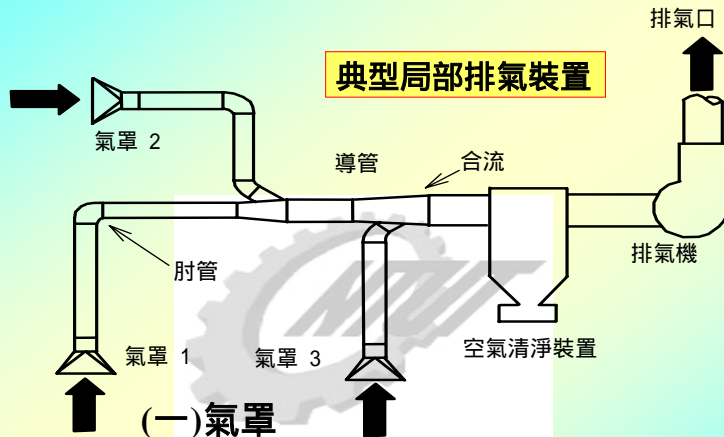 排氣口
典型局部排氣裝置
氣罩 2
導管
合流
肘管
排氣機
空氣清淨裝置
氣罩 1
氣罩 3
(一)氣罩